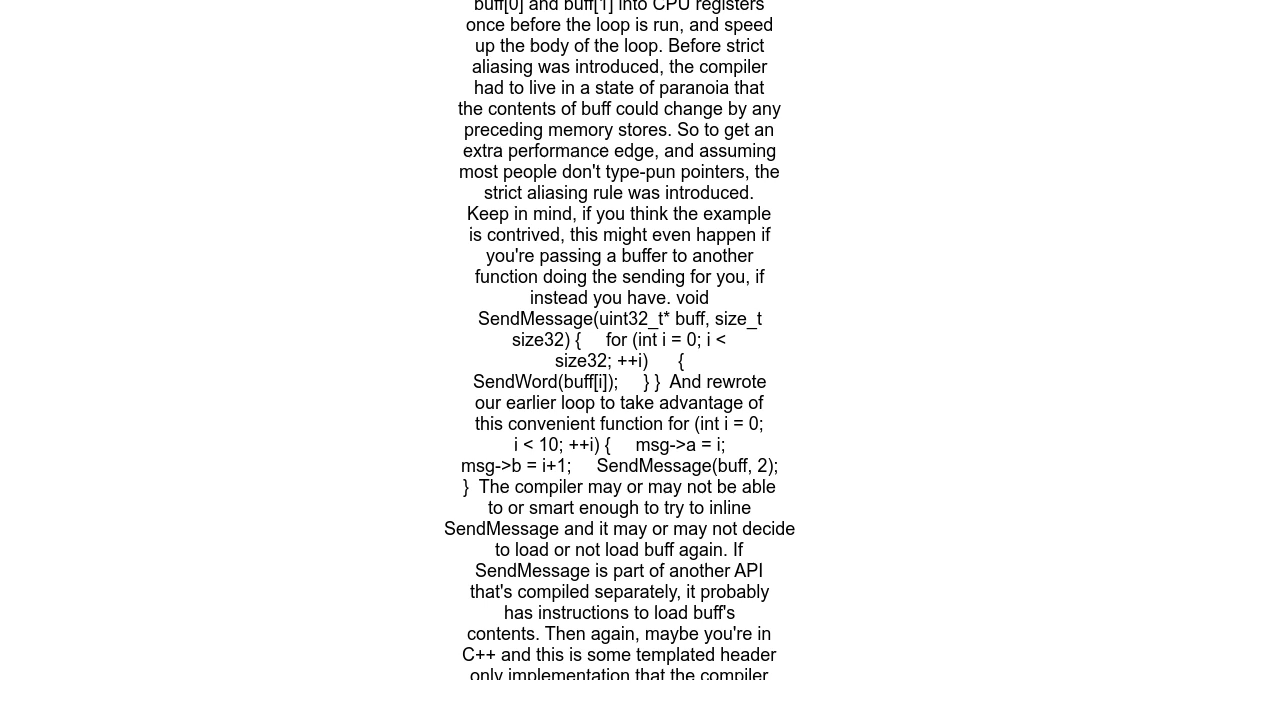 buff[0] and buff[1] into CPU registers
once before the loop is run, and speed
up the body of the loop. Before strict
aliasing was introduced, the compiler
had to live in a state of paranoia that
the contents of buff could change by any
preceding memory stores. So to get an
extra performance edge, and assuming
most people don't type-pun pointers, the
strict aliasing rule was introduced.
Keep in mind, if you think the example
is contrived, this might even happen if
you're passing a buffer to another
function doing the sending for you, if
instead you have. void
SendMessage(uint32_t* buff, size_t
size32) {     for (int i = 0; i <
size32; ++i)      {
SendWord(buff[i]);     } }  And rewrote
our earlier loop to take advantage of
this convenient function for (int i = 0;
i < 10; ++i) {     msg->a = i;
msg->b = i+1;     SendMessage(buff, 2);
}  The compiler may or may not be able
to or smart enough to try to inline
SendMessage and it may or may not decide
to load or not load buff again. If
SendMessage is part of another API
that's compiled separately, it probably
has instructions to load buff's
contents. Then again, maybe you're in
C++ and this is some templated header
only implementation that the compiler